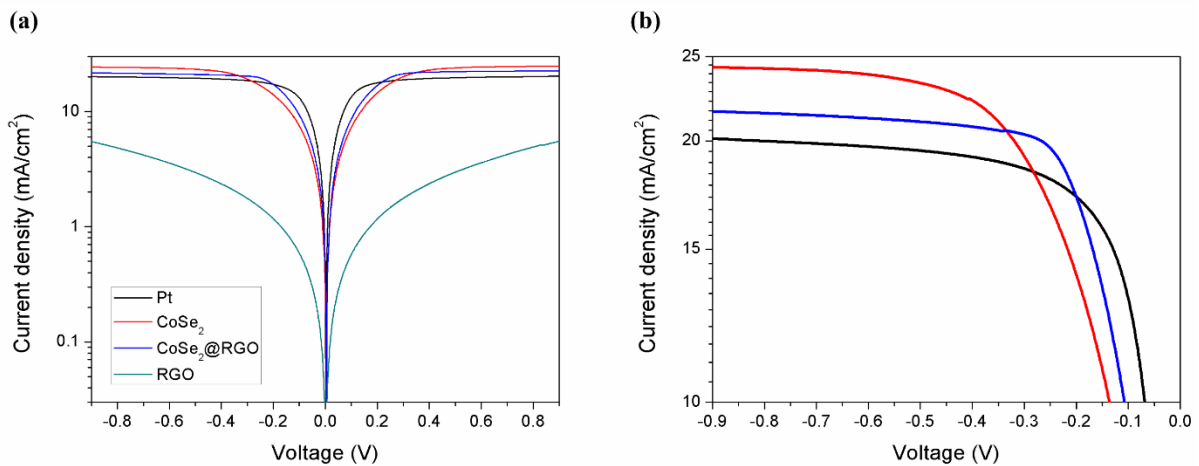 (a)
Current density (mA/cm²)
10
1
0.1
Pt
CoSe₂
CoSe₂@RGO
RGO
-0.8 -0.6 -0.4 -0.2 0.0 0.2 0.4 0.6 0.8
Voltage (V)
(b)
Current density (mA/cm²)
25
20
15
10
-0.9 -0.8 -0.7 -0.6 -0.5 -0.4 -0.3 -0.2 -0.1 0.0
Voltage (V)